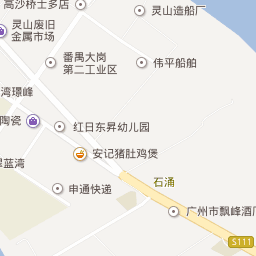 高沙桥士多店
灵山造船厂
灵山废旧
金属市场
番禺大岗
第二工业区
伟平船舶
湾璟峰
陶瓷
红日东昇幼儿园
安记猪肚鸡煲
翠蓝湾
申通快递
石涌
广州市飘峰酒厂
S111